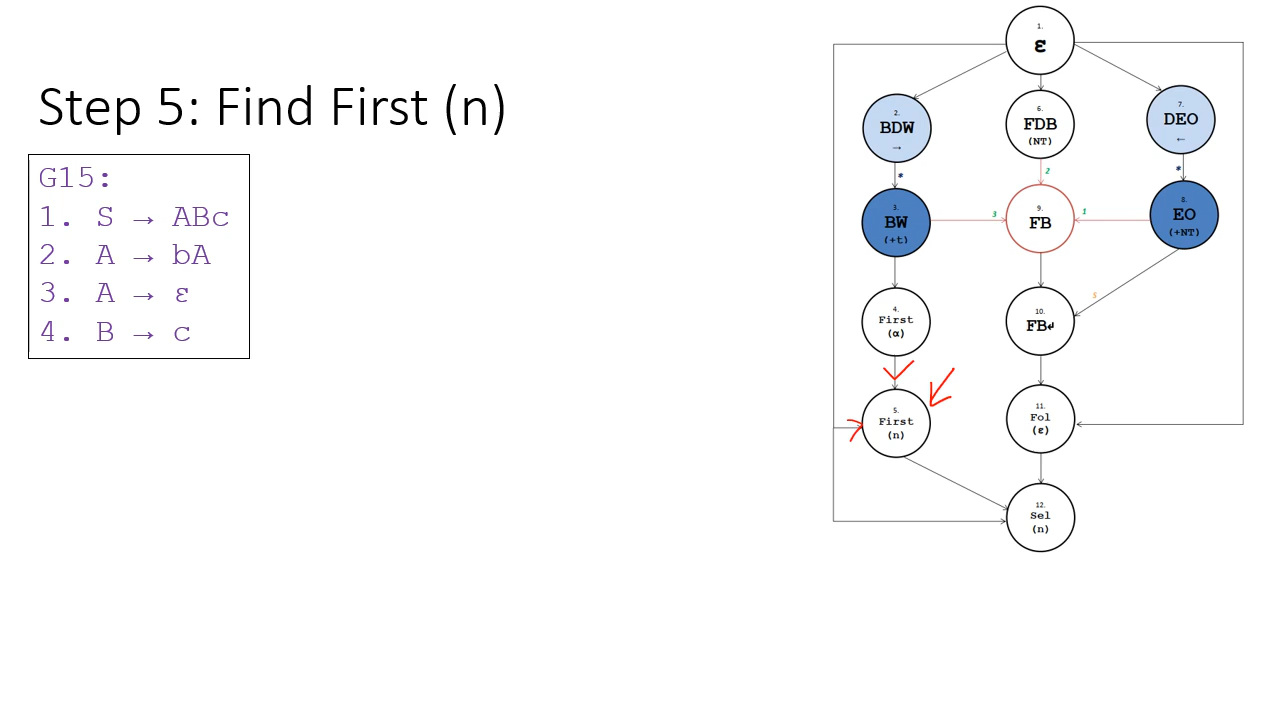 Step 5: Find First (n)
G15:
1. S → ABc
2. A → bA
3. A → ε
4. B → c
1.
ε
2.
BDW
→
6.
FDB
(NT)
7.
DEO
←
*
2
*
3.
BW
(+t)
3
9.
FB
1
8.
EO
(+NT)
4.
First
(α)
10.
FB↲
5
5.
First
(n)
11.
Fol
(ε)
12.
Sel
(n)